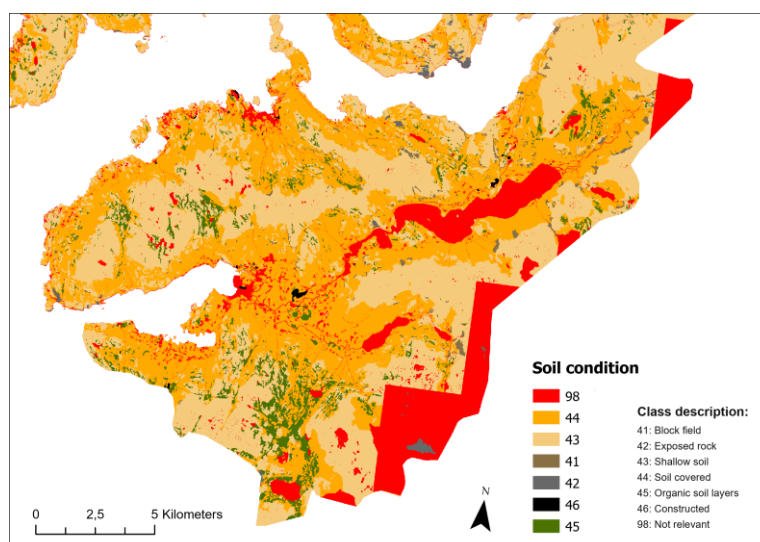 Soil condition
98
44
43
41
42
46
45
Class description:
41: Block field
42: Exposed rock
43: Shallow soil
44: Soil covered
45: Organic soil layers
46: Constructed
98: Not relevant
N
0 2,5 5 Kilometers